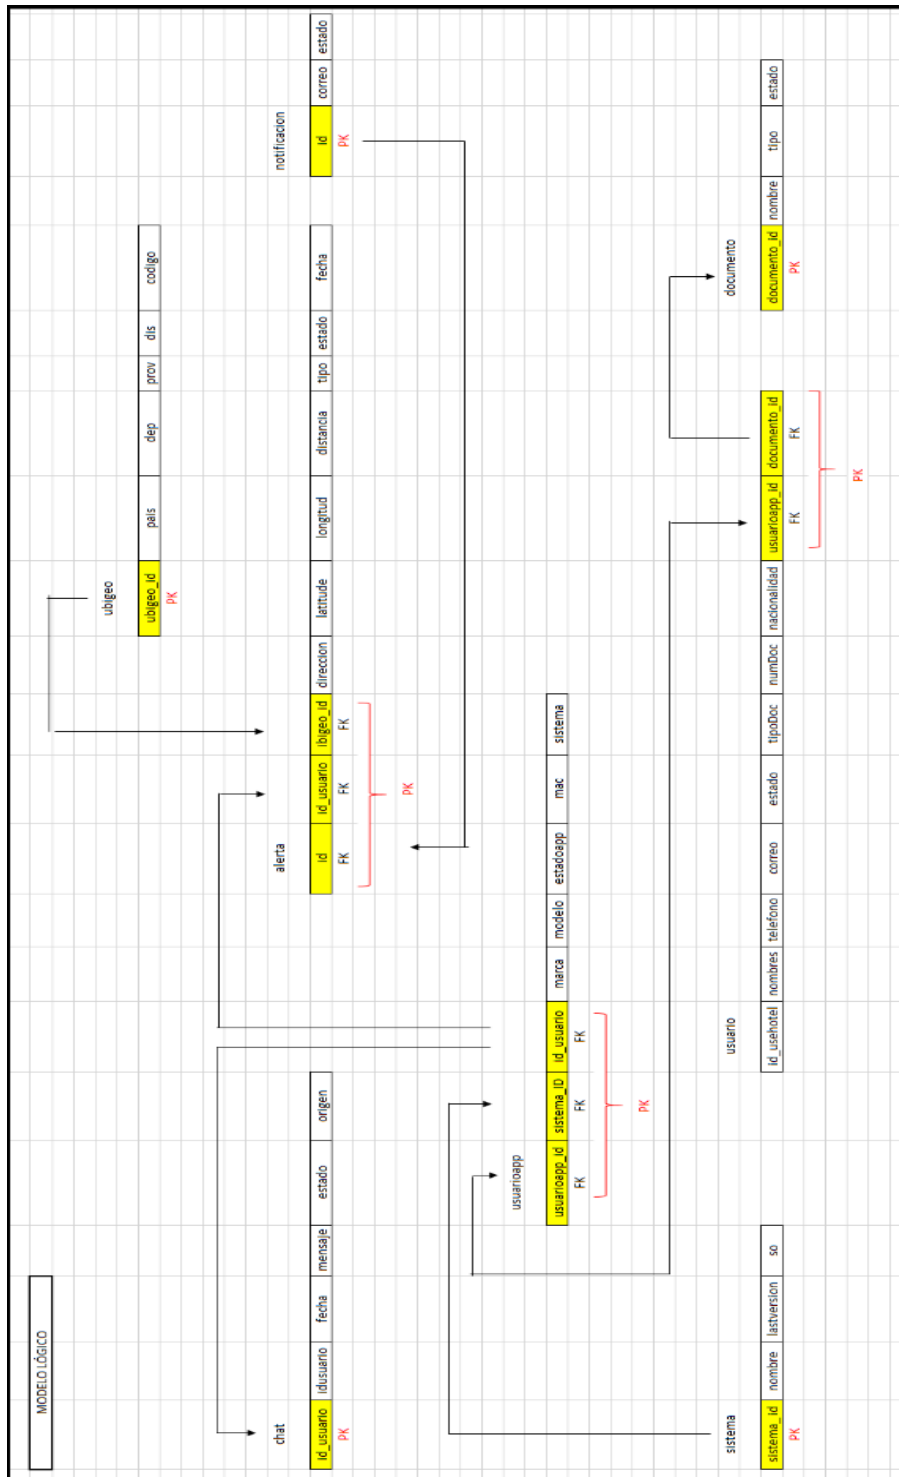 MODELO LÓGICO
ubigeo
ubigeo_id pais dep prov dis codigo
PK
chat alerta notificacion
id_usuario idusuario fecha mensaje estado origen id id_usuario ibigeo_id direccion latitude longitud distancia tipo estado fecha id correo estado
PK FK FK FK PK
PK
usuarioapp
usuarioapp_id sistema_ID id_usuario marca modelo estadoapp mac sistema
FK FK FK
PK
sistema usuario documento
sistema_id nombre lastversion so id_usehotel nombres telefono correo estado tipoDoc numDoc nacionalidad usuarioapp_id documento_id documento_id nombre tipo estado
PK FK FK PK
PK